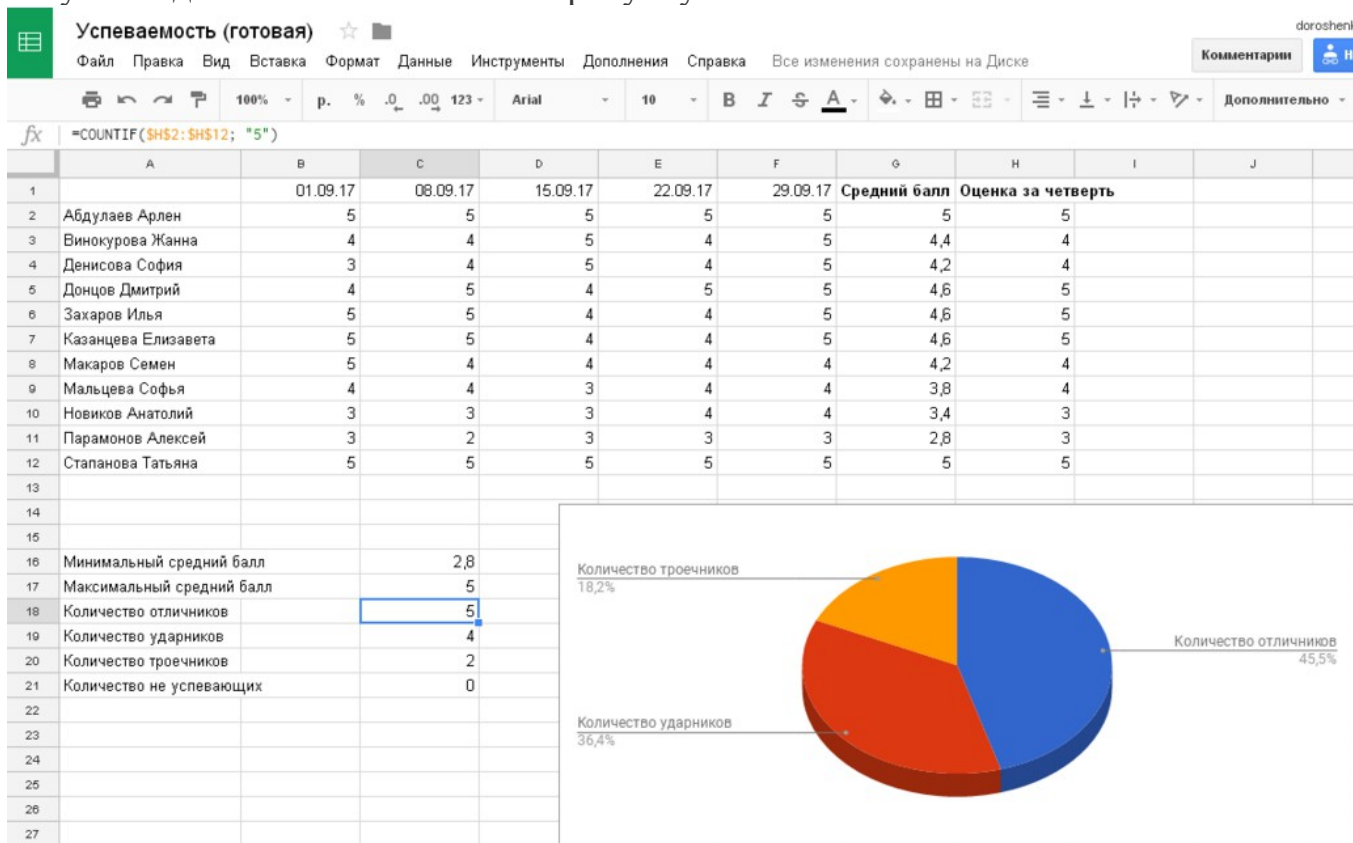 Успеваемость (готовая)
doroshenk
Файл Правка Вид Вставка Формат Данные Инструменты Дополнения Справка Все изменения сохранены на Диске
Комментарии Н
100% р. % .0 .00 123 Arial 10 B I S A Дополнительно
fx =COUNTIF($H$2:$H$12; "5")
A B C D E F G H I J
1 01.09.17 08.09.17 15.09.17 22.09.17 29.09.17 Средний балл Оценка за четверть
2 Абдулаев Арлен 5 5 5 5 5 5 5
3 Винокурова Жанна 4 4 5 4 5 4,4 4
4 Денисова София 3 4 5 4 5 4,2 4
5 Донцов Дмитрий 4 5 4 5 5 4,6 5
6 Захаров Илья 5 5 4 4 5 4,6 5
7 Казанцева Елизавета 5 5 4 4 5 4,6 5
8 Макаров Семен 5 4 4 4 4 4,2 4
9 Мальцева Софья 4 4 3 4 4 3,8 4
10 Новиков Анатолий 3 3 3 4 4 3,4 3
11 Парамонов Алексей 3 2 3 3 3 2,8 3
12 Стапанова Татьяна 5 5 5 5 5 5 5
13
14
15
16 Минимальный средний балл 2,8
17 Максимальный средний балл 5
18 Количество отличников 5
19 Количество ударников 4
20 Количество троечников 2
21 Количество не успевающих 0
22
23
24
25
26
27
Количество троечников
18,2%
Количество отличников
45,5%
Количество ударников
36,4%